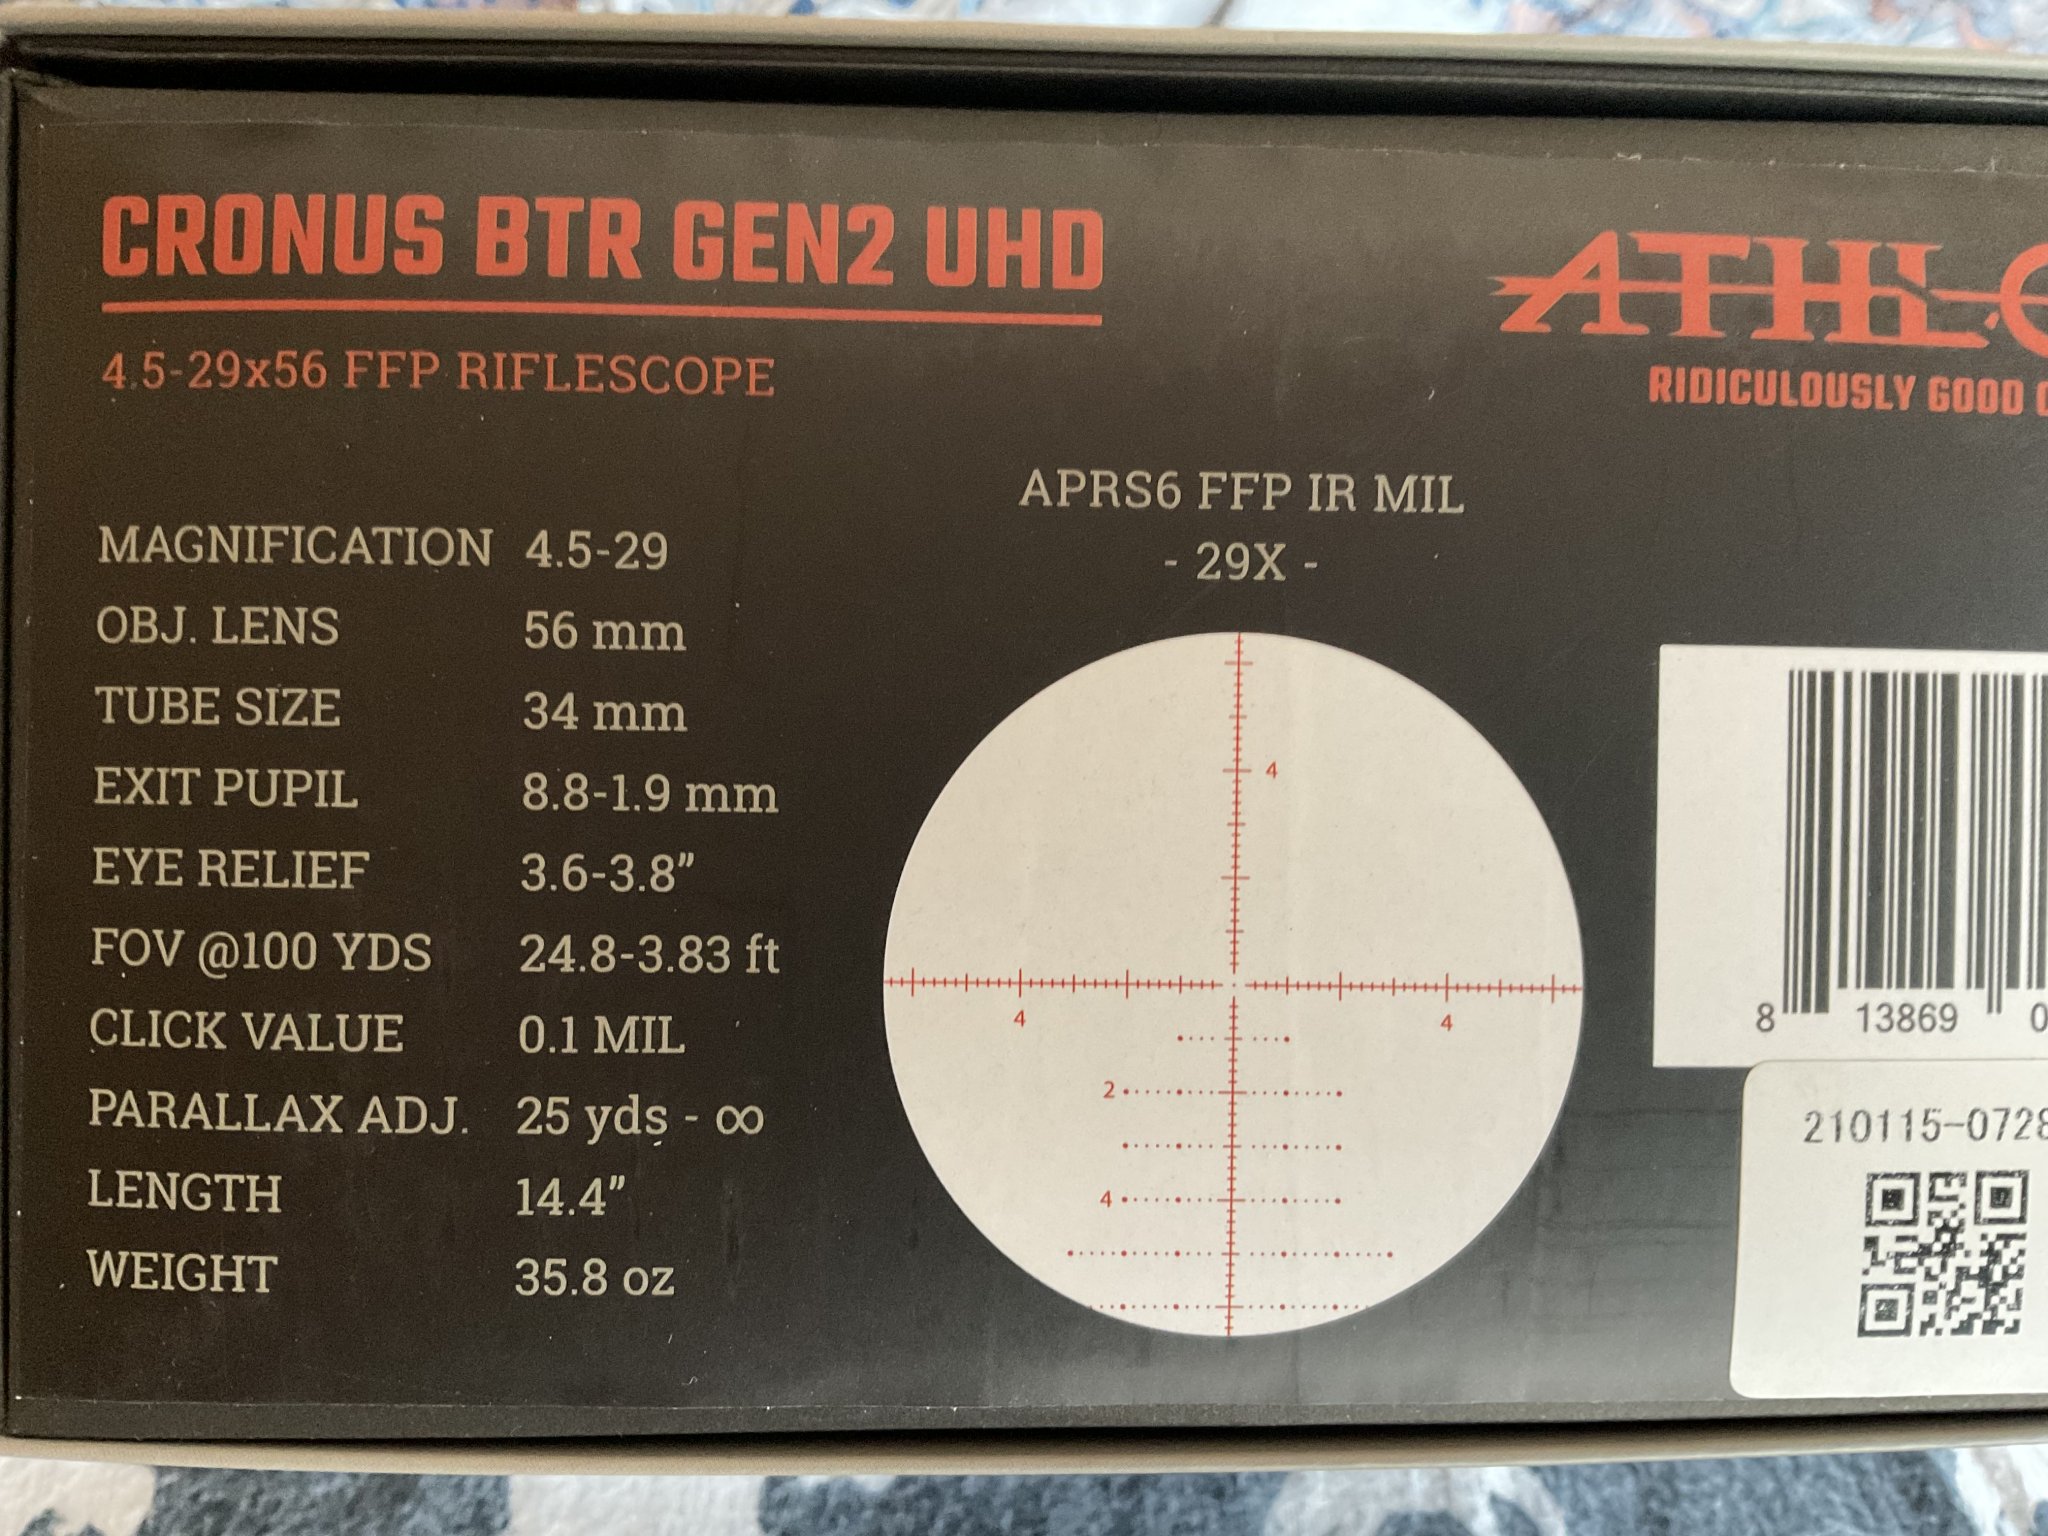 CRONUS BTR GEN2 UHD
4.5-29x56 FFP RIFLESCOPE
RIDICULOUSLY GOOD
MAGNIFICATION 4.5-29
OBJ. LENS 56 mm
TUBE SIZE 34 mm
EXIT PUPIL 8.8-1.9 mm
EYE RELIEF 3.6-3.8”
FOV @100 YDS 24.8-3.83 ft
CLICK VALUE 0.1 MIL
PARALLAX ADJ. 25 yds - ∞
LENGTH 14.4”
WEIGHT 35.8 oz
APRS6 FFP IR MIL
- 29X -
4
4 4
2
4
8 13869 0
210115-0728